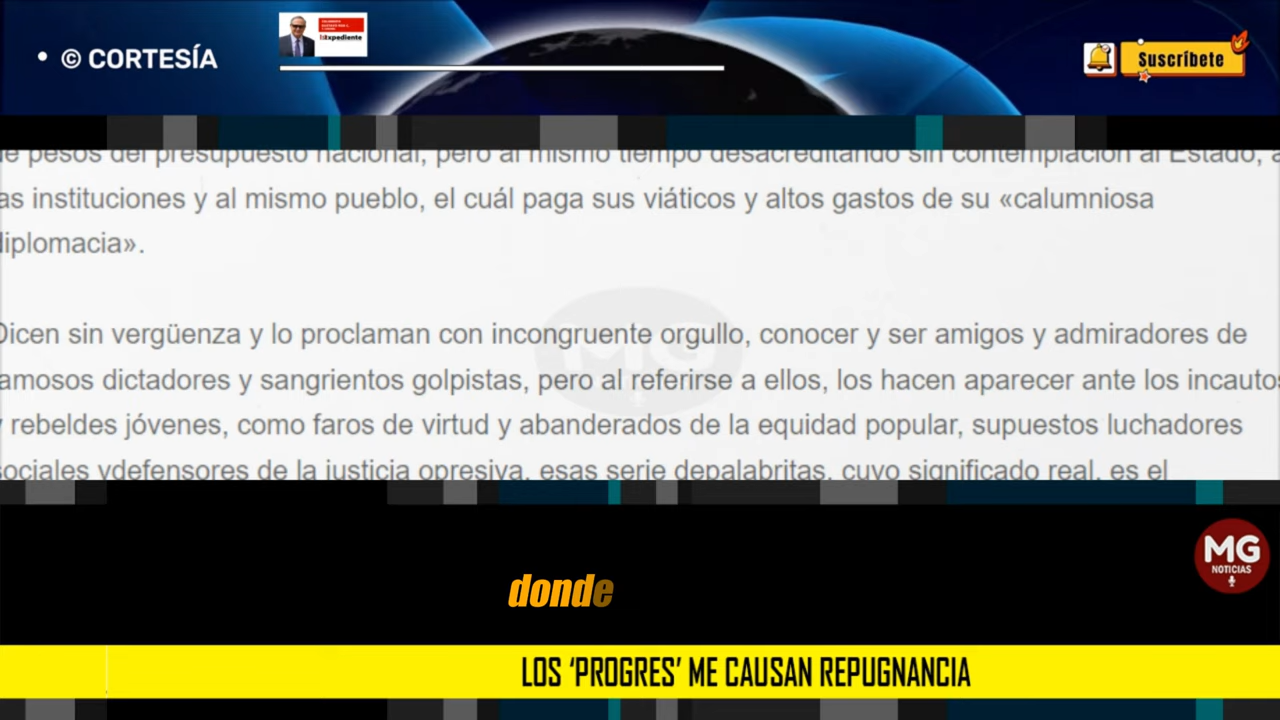 • © CORTESÍA
Expediente
Suscríbete
de pesos del presupuesto nacional, pero al mismo tiempo desacreditando sin contemplación al Estado, a
as instituciones y al mismo pueblo, el cuál paga sus viáticos y altos gastos de su «calumniosa
diplomacia».
Dicen sin vergüenza y lo proclaman con incongruente orgullo, conocer y ser amigos y admiradores de
amosos dictadores y sangrientos golpistas, pero al referirse a ellos, los hacen aparecer ante los incautos
y rebeldes jóvenes, como faros de virtud y abanderados de la equidad popular, supuestos luchadores
sociales ydefensores de la justicia opresiva, esas serie depalabritas, cuyo significado real, es el
MG
MG
NOTICIAS
donde
LOS ‘PROGRES’ ME CAUSAN REPUGNANCIA